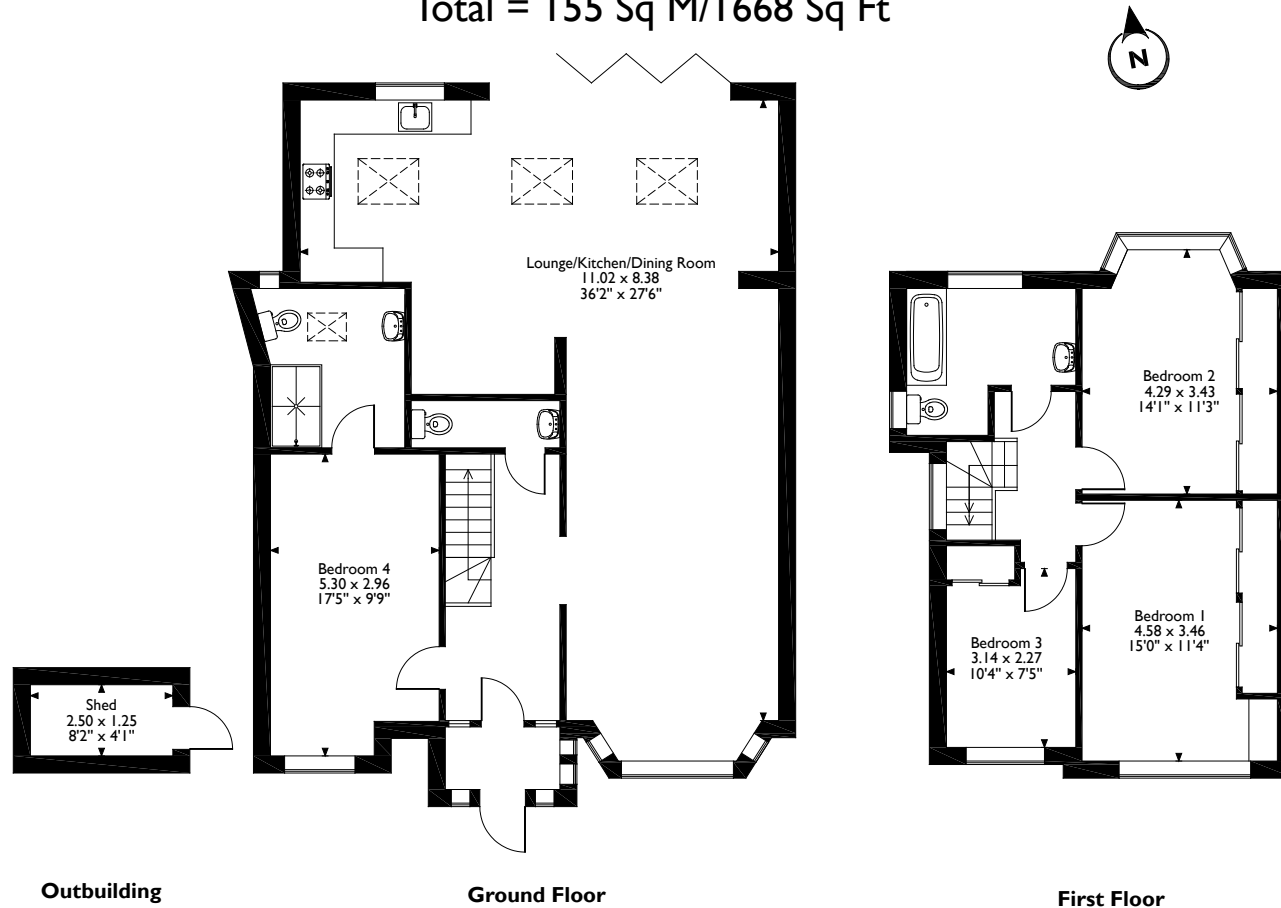 Total = 155 Sq M/1668 Sq Ft
N
Lounge/Kitchen/Dining Room
11.02 x 8.38
36'2" x 27'6"
Bedroom 2
4.29 x 3.43
14'1" x 11'3"
Bedroom 4
5.30 x 2.96
17'5" x 9'9"
Bedroom 1
4.58 x 3.46
15'0" x 11'4"
Bedroom 3
3.14 x 2.27
10'4" x 7'5"
Shed
2.50 x 1.25
8'2" x 4'1"
Outbuilding
Ground Floor
First Floor